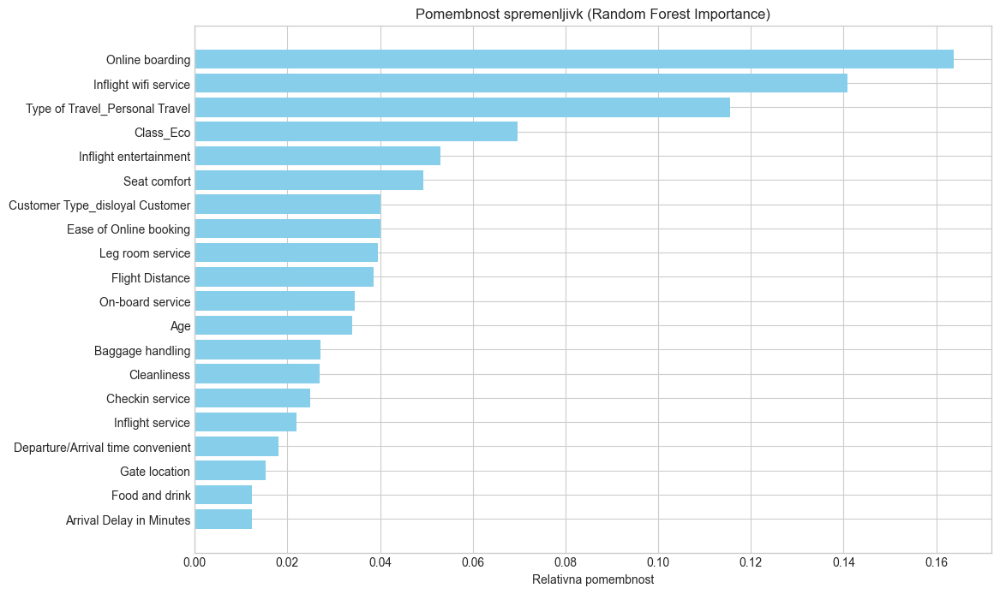 Pomembnost spremenljivk (Random Forest Importance)
Online boarding
Inflight wifi service
Type of Travel_Personal Travel
Class_Eco
Inflight entertainment
Seat comfort
Customer Type_disloyal Customer
Ease of Online booking
Leg room service
Flight Distance
On-board service
Age
Baggage handling
Cleanliness
Checkin service
Inflight service
Departure/Arrival time convenient
Gate location
Food and drink
Arrival Delay in Minutes
0.00 0.02 0.04 0.06 0.08 0.10 0.12 0.14 0.16
Relativna pomembnost